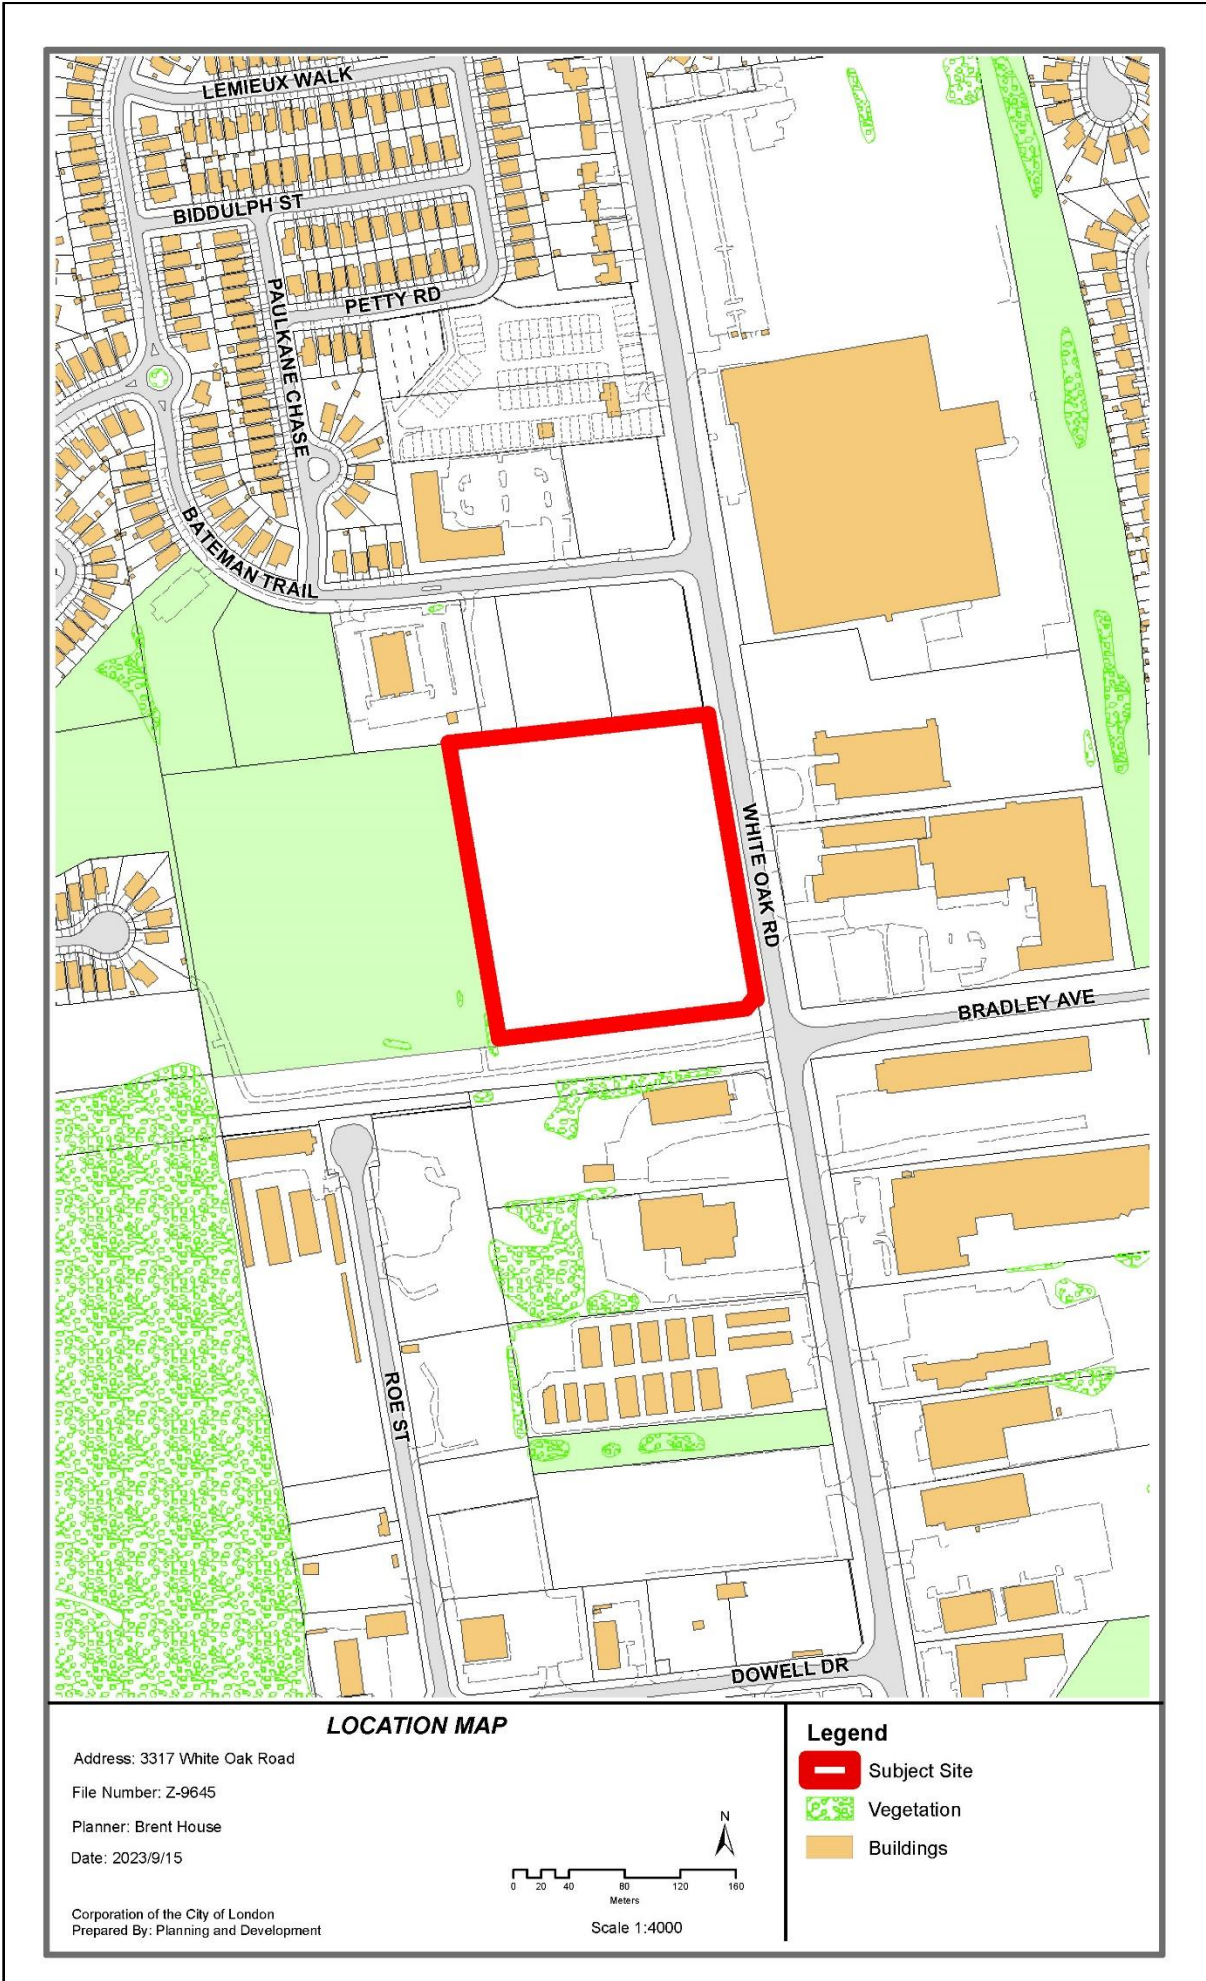 LEMIEUX WALK
BIDDULPH ST
PAULKANE CHASE
PETTY RD
BATEMAN TRAIL
WHITE OAK RD
BRADLEY AVE
ROE ST
DOWELL DR
LOCATION MAP
Address: 3317 White Oak Road
File Number: Z-9645
Planner: Brent House
Date: 2023/9/15
Corporation of the City of London
Prepared By: Planning and Development
N
0 20 40 80 120 160
Meters
Scale 1:4000
Legend
Subject Site
Vegetation
Buildings